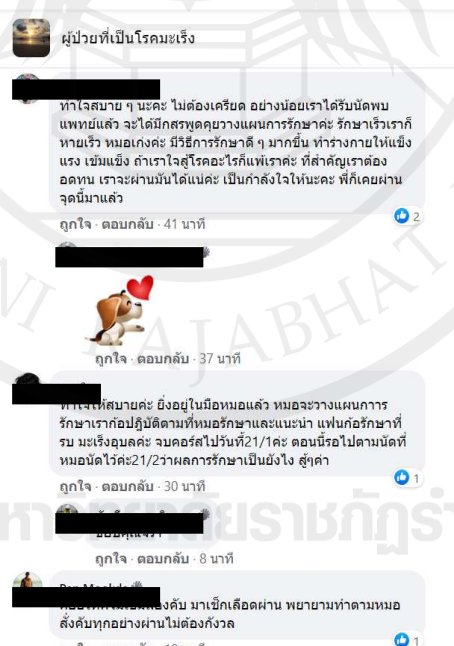 ผู้ป่วยที่เป็นโรคมะเร็ง
ทำใจสบาย ๆ นะคะ ไม่ต้องเครียด อย่างน้อยเราได้รับนัดพบ
แพทย์แล้ว จะได้มีกสรพูดคุยวางแผนการรักษาค่ะ รักษาเร็วเราก็
หายเร็ว หมอเก่งค่ะ มีวิธีการรักษาดี ๆ มากขึ้น ทำร่างกายให้แข็ง
แรง เข้มแข็ง ถ้าเราใจสู้โรคอะไรก็แพ้เราค่ะ ที่สำคัญเราต้อง
อดทน เราจะผ่านมันได้แน่ค่ะ เป็นกำลังใจให้นะคะ พี่ก็เคยผ่าน
จุดนี้มาแล้ว
ถูกใจ · ตอบกลับ · 41 นาที
2
ถูกใจ · ตอบกลับ · 37 นาที
ทำใจให้สบายค่ะ ยิ่งอยู่ในมือหมอแล้ว หมอจะวางแผนการร
รักษาเราก้อปฏิบัติตามที่หมอรักษาและแนะนำ แฟนก้อรักษาที่
รบ มะเร็งอุบลค่ะ จบคอร์สไปวันที่21/1ค่ะ ตอนนี้รอไปตามนัดที่
หมอนัดไว้ค่ะ21/2ว่าผลการรักษาเป็นยังไง สู้ๆค่า
ถูกใจ · ตอบกลับ · 30 นาที
1
ถูกใจ · ตอบกลับ · 8 นาที
คับ มาเช็กเลือดผ่าน พยายามทำตามหมอ
สั่งคับทุกอย่างผ่านไม่ต้องกังวล
1